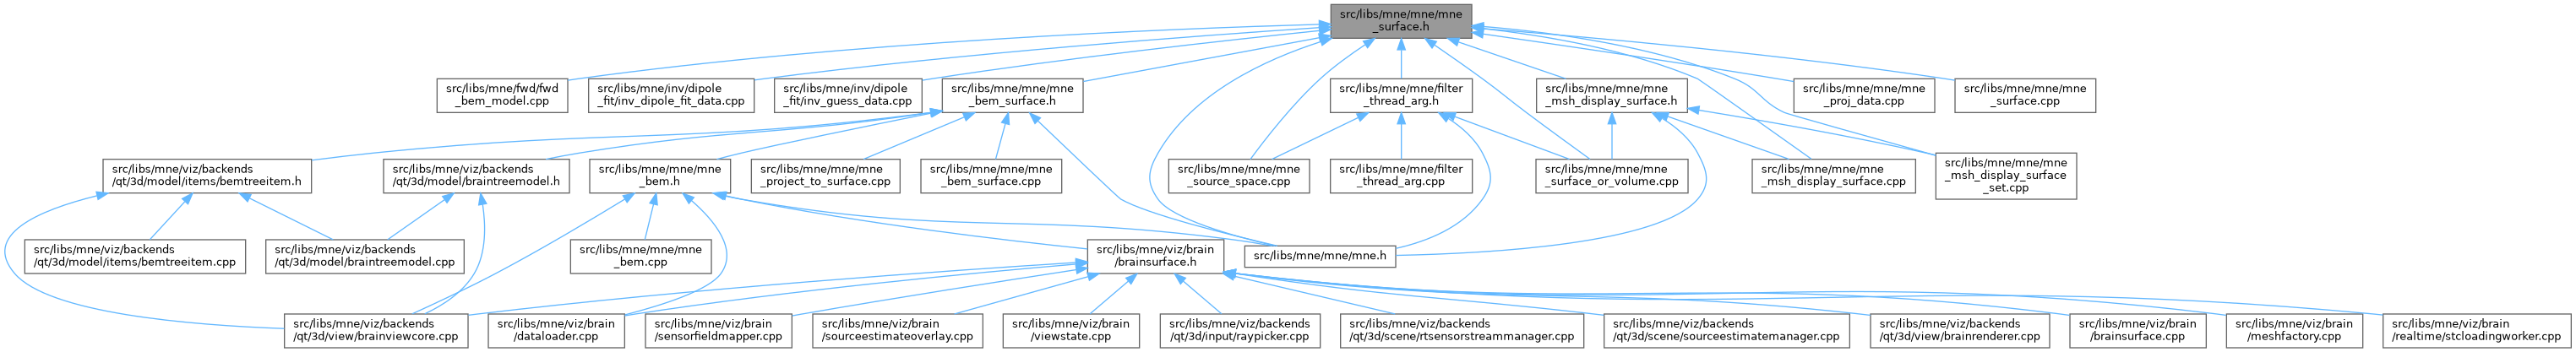 src/libs/mne/mne/mne
_surface.h
src/libs/mne/fwd/fwd
_bem_model.cpp
src/libs/mne/inv/dipole
_fit/inv_dipole_fit_data.cpp
src/libs/mne/inv/dipole
_fit/inv_guess_data.cpp
src/libs/mne/mne/mne
_bem_surface.h
src/libs/mne/mne/filter
_thread_arg.h
src/libs/mne/mne/mne
_msh_display_surface.h
src/libs/mne/mne/mne
_proj_data.cpp
src/libs/mne/mne/mne
_surface.cpp
src/libs/mne/viz/backends
/qt/3d/model/items/bemtreeitem.h
src/libs/mne/viz/backends
/qt/3d/model/braintreemodel.h
src/libs/mne/mne/mne
_bem.h
src/libs/mne/mne/mne
_project_to_surface.cpp
src/libs/mne/mne/mne
_bem_surface.cpp
src/libs/mne/mne/mne
_source_space.cpp
src/libs/mne/mne/filter
_thread_arg.cpp
src/libs/mne/mne/mne
_surface_or_volume.cpp
src/libs/mne/mne/mne
_msh_display_surface.cpp
src/libs/mne/mne/mne
_msh_display_surface
_set.cpp
src/libs/mne/viz/backends
/qt/3d/model/items/bemtreeitem.cpp
src/libs/mne/viz/backends
/qt/3d/model/braintreemodel.cpp
src/libs/mne/mne/mne
_bem.cpp
src/libs/mne/viz/brain
/brainsurface.h
src/libs/mne/mne/mne.h
src/libs/mne/viz/backends
/qt/3d/view/brainviewcore.cpp
src/libs/mne/viz/brain
/dataloader.cpp
src/libs/mne/viz/brain
/sensorfieldmapper.cpp
src/libs/mne/viz/brain
/sourceestimateoverlay.cpp
src/libs/mne/viz/brain
/viewstate.cpp
src/libs/mne/viz/backends
/qt/3d/input/raypicker.cpp
src/libs/mne/viz/backends
/qt/3d/scene/rtsensorstreammanager.cpp
src/libs/mne/viz/backends
/qt/3d/scene/sourceestimatemanager.cpp
src/libs/mne/viz/backends
/qt/3d/view/brainrenderer.cpp
src/libs/mne/viz/brain
/brainsurface.cpp
src/libs/mne/viz/brain
/meshfactory.cpp
src/libs/mne/viz/brain
/realtime/stcloadingworker.cpp